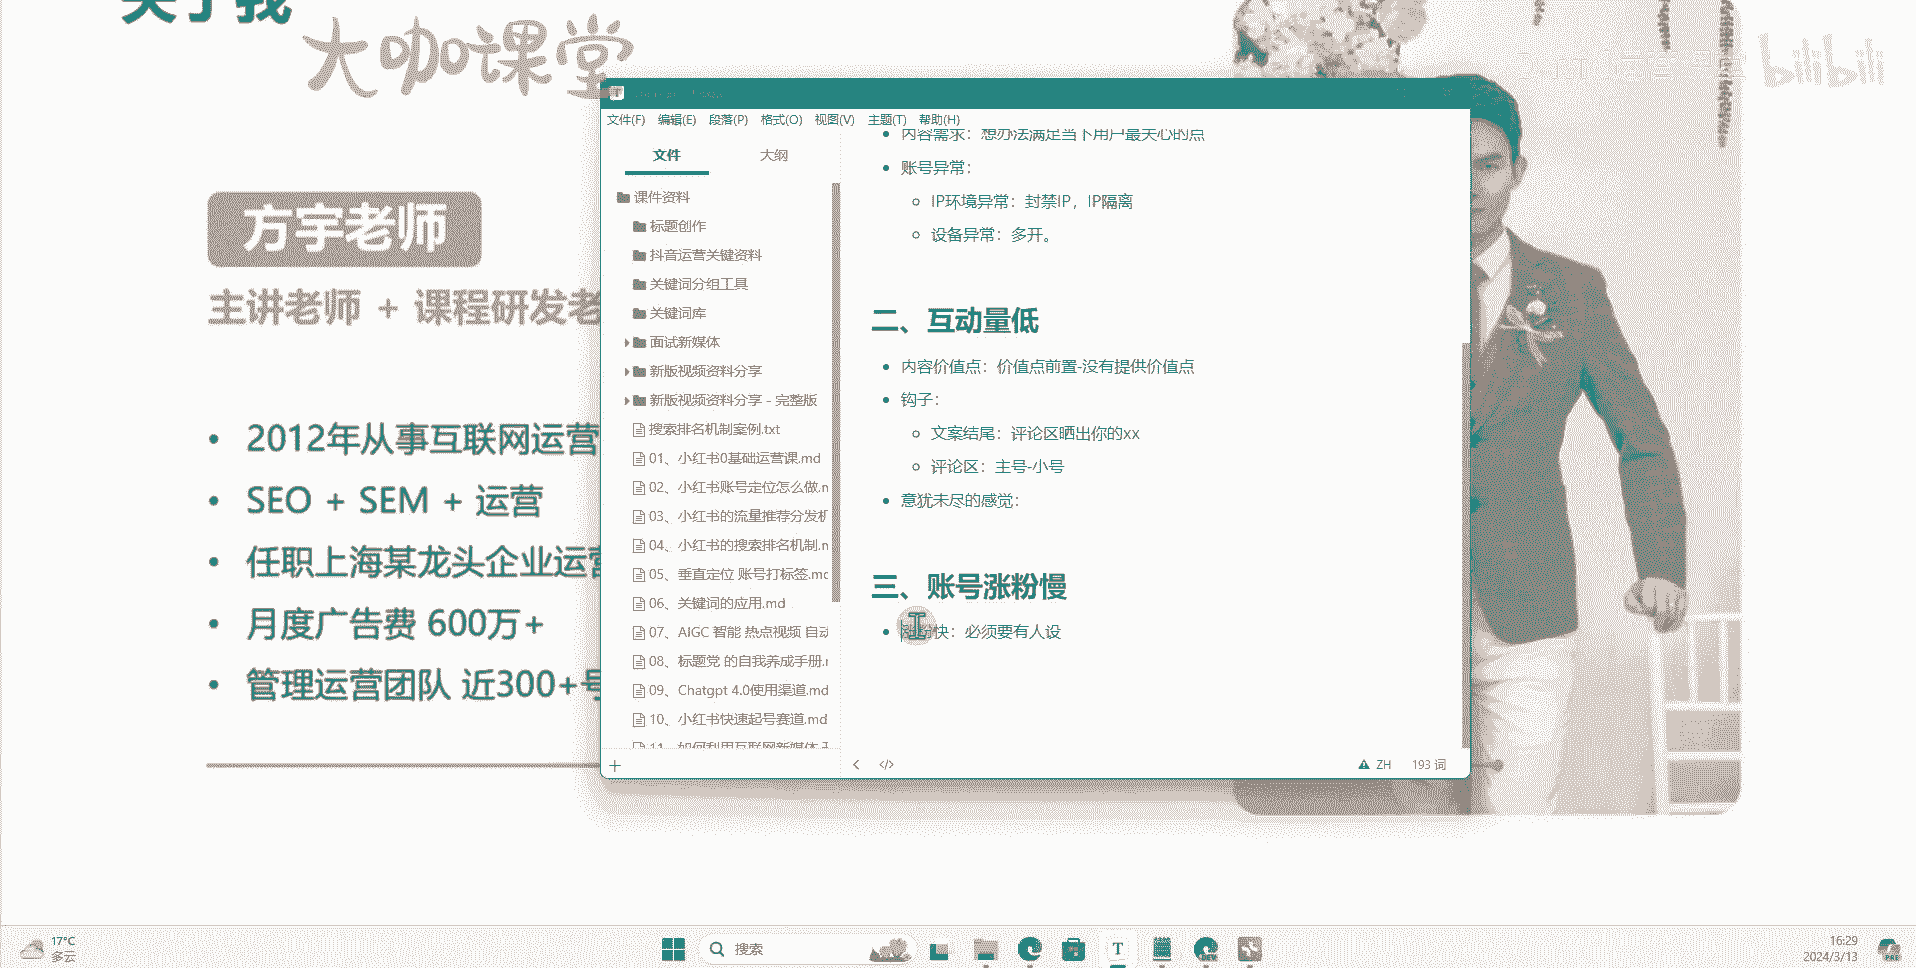 关于我
大咖课堂
bilibili
方宇老师
主讲老师 + 课程研发老
2012年从事互联网运营
SEO + SEM + 运营
任职上海某龙头企业运营
月度广告费 600万+
管理运营团队 近300+号
文件(F) 编辑(E) 段落(P) 格式(O) 视图(V) 主题(T) 帮助(H)
文件 大纲
课件资料
标题创作
抖音运营关键资料
关键词分组工具
关键词库
面试新媒体
新版视频资料分享
新版视频资料分享 - 完整版
搜索排名机制案例.txt
01、小红书0基础运营课.md
02、小红书账号定位怎么做.m
03、小红书的流量推荐分发机
04、小红书的搜索排名机制.m
05、垂直定位 账号打标签.md
06、关键词的应用.md
07、AIGC 智能 热点视频 自动
08、标题党 的自我养成手册.m
09、Chatgpt 4.0使用渠道.md
10、小红书快速起号赛道.md
11、如何利用互联网新媒体
内容需求：想办法满足当下用户最关心的点
账号异常：
IP环境异常：封禁IP，IP隔离
设备异常：多开。
二、互动量低
内容价值点：价值点前置-没有提供价值点
钩子：
文案结尾：评论区晒出你的xx
评论区：主号-小号
意犹未尽的感觉：
三、账号涨粉慢
涨粉快：必须要有人设
ZH 193 词
17°C
多云
搜索
16:29
2024/3/13